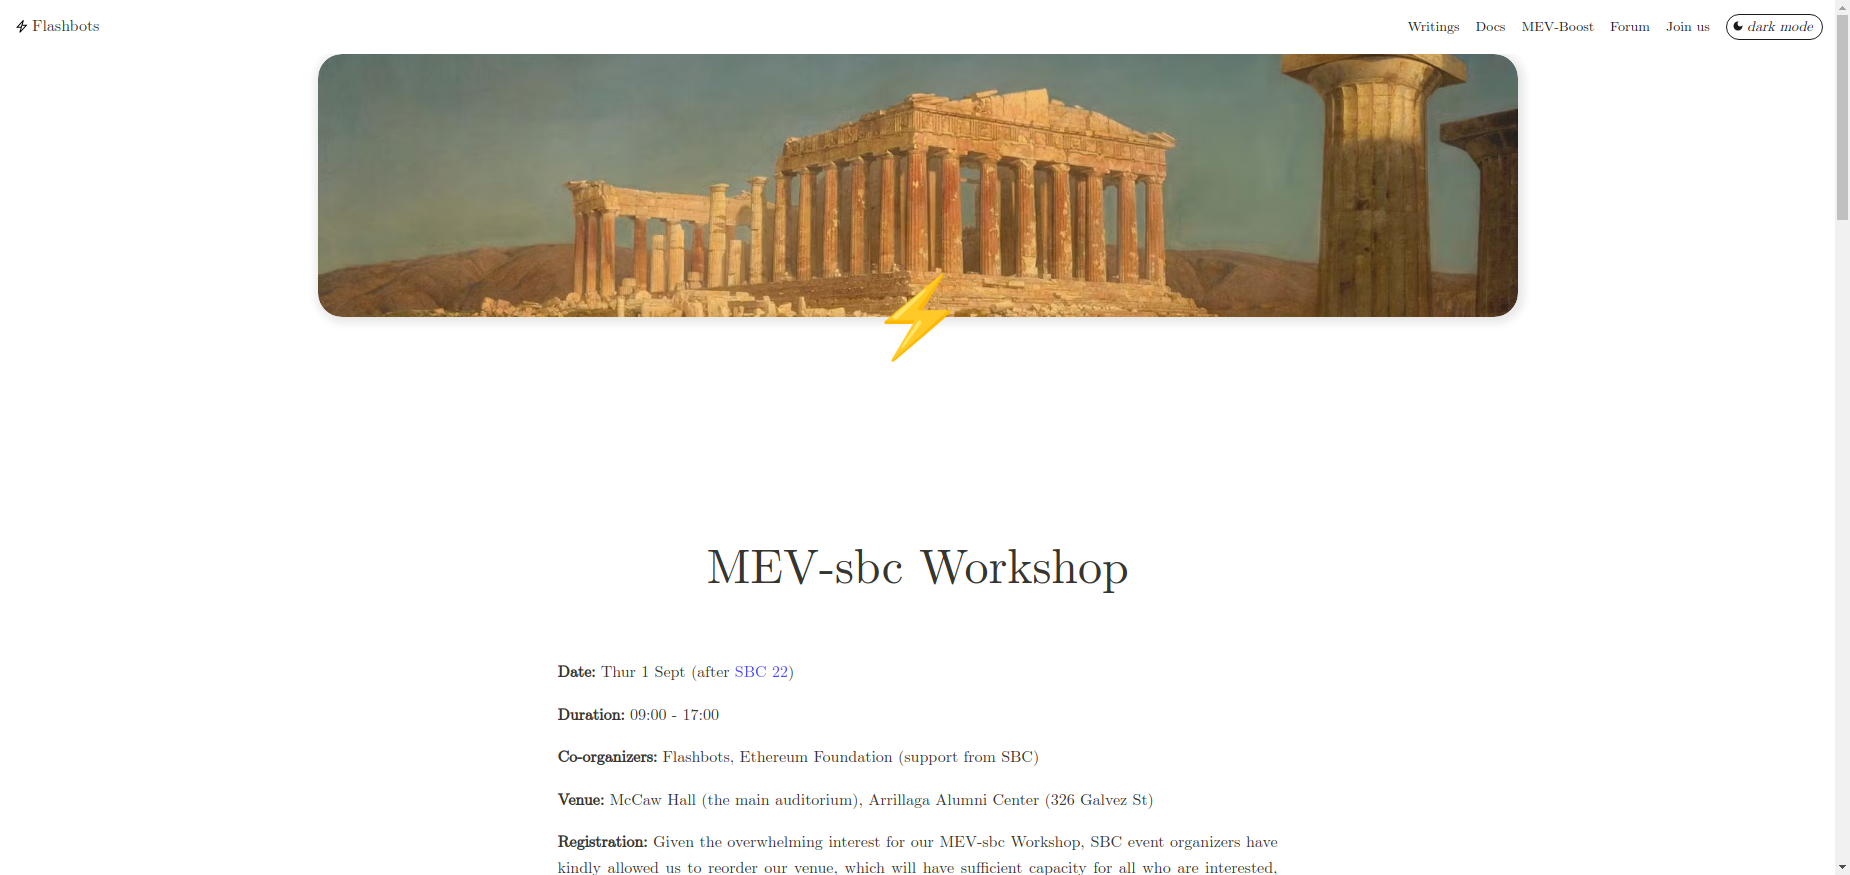 Flashbots
Writings Docs MEV-Boost Forum Join us dark mode
MEV-sbc Workshop
Date: Thur 1 Sept (after SBC 22)
Duration: 09:00 - 17:00
Co-organizers: Flashbots, Ethereum Foundation (support from SBC)
Venue: McCaw Hall (the main auditorium), Arrillaga Alumni Center (326 Galvez St)
Registration: Given the overwhelming interest for our MEV-sbc Workshop, SBC event organizers have
kindly allowed us to reorder our venue, which will have sufficient capacity for all who are interested,